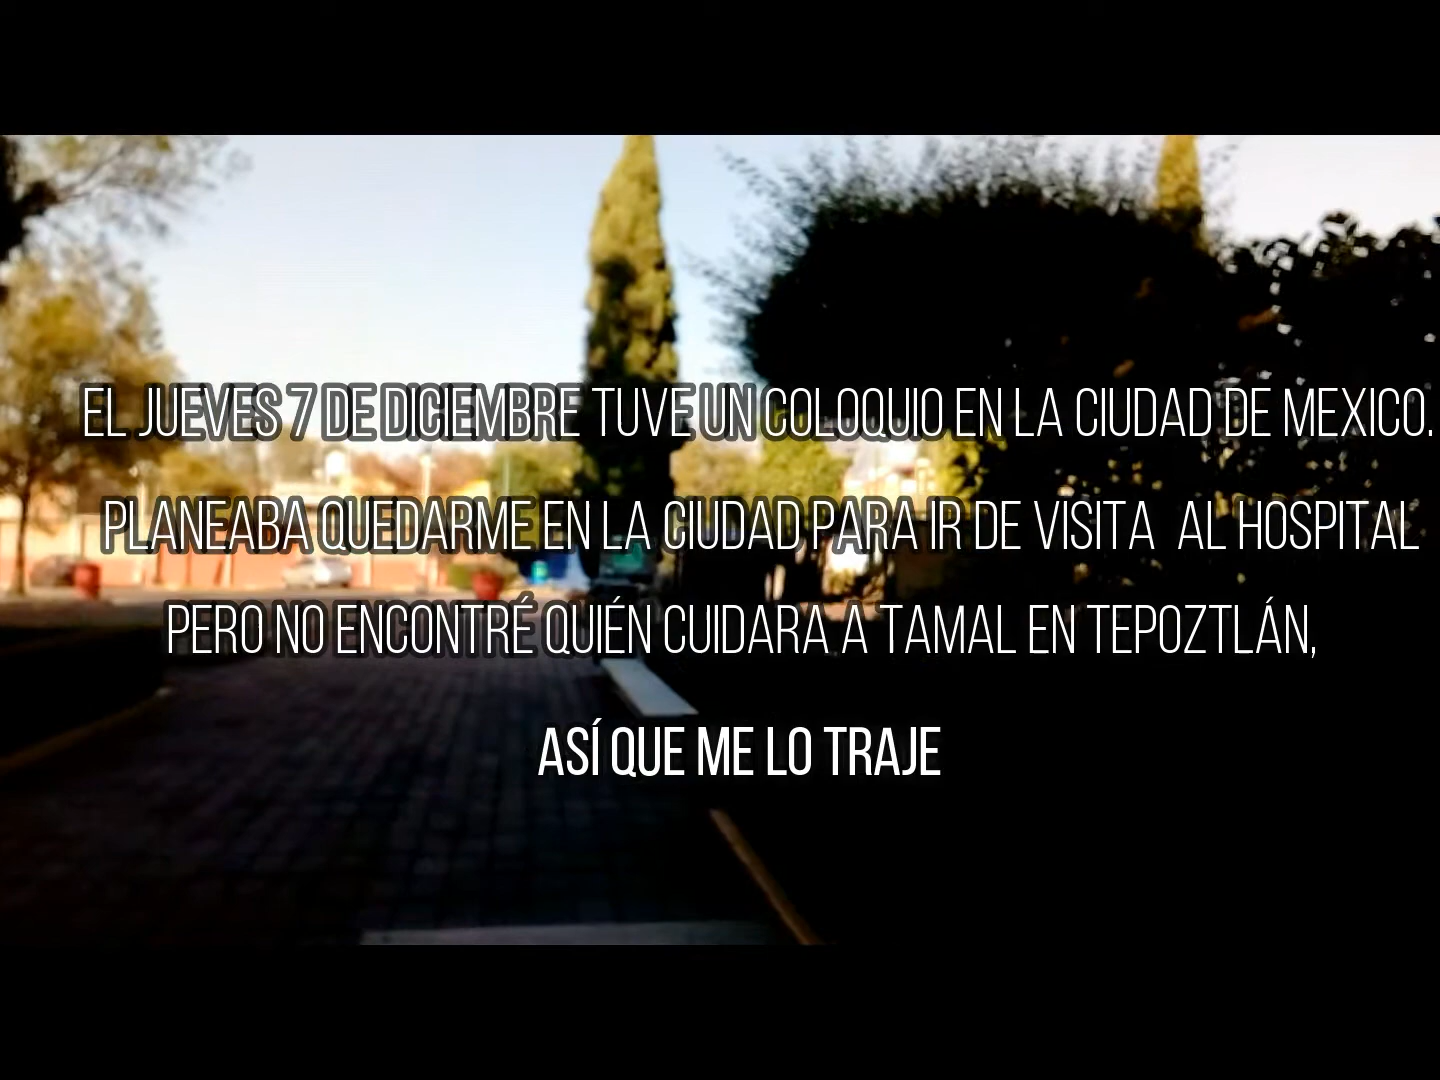 EL JUEVES 7 DE DICIEMBRE TUVE UN COLOQUIO EN LA CIUDAD DE MEXICO.
PLANEABA QUEDARME EN LA CIUDAD PARA IR DE VISITA AL HOSPITAL
PERO NO ENCONTRÉ QUIÉN CUIDARA A TAMAL EN TEPOZTLÁN,
ASÍ QUE ME LO TRAJE